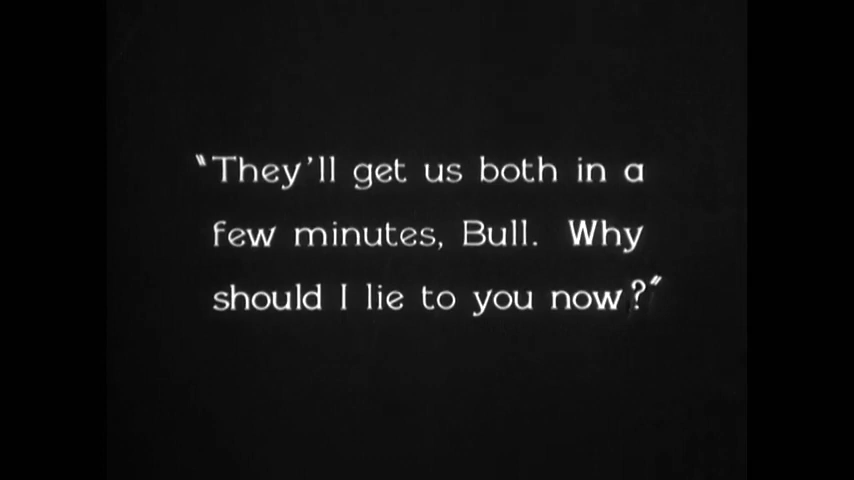 "They'll get us both in a
few minutes, Bull. Why
should I lie to you now?"